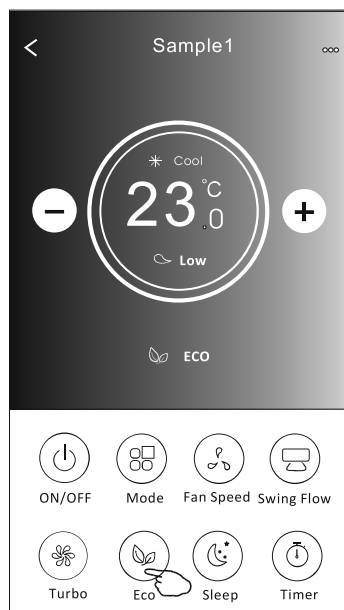 Sample1
Cool
23.0°C
Low
ECO
ON/OFF Mode Fan Speed Swing Flow
Turbo Eco Sleep Timer